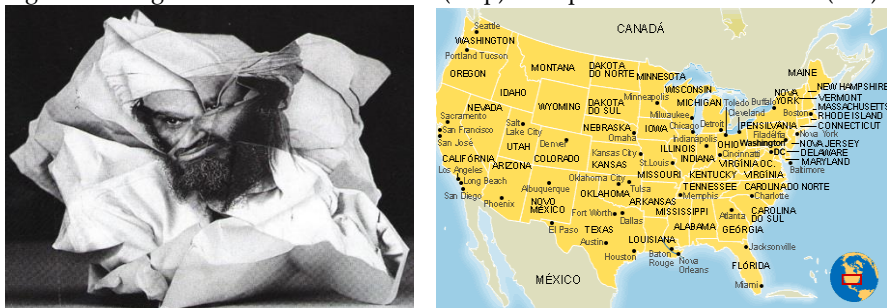 CANADÁ
Seattle
WASHINGTON
Portland Tucson
OREGON
MONTANA
IDAHO
WYOMING
DAKOTA
DO NORTE
DAKOTA
DO SUL
MINNESOTA
Minneapolis
WISCONSIN
Milwaukee
MICHIGAN
Toledo
Buffalo
Cleveland
Detroit
Chicago
MAINE
NEW HAMPSHIRE
VERMONT
NOVA
YORK
MASSACHUSETTS
Boston
RHODE ISLAND
CONNECTICUT
PENSILVÂNIA
Filadélfia
Nova York
NOVA JERSEY
Washington
DC
DELAWARE
MARYLAND
Baltimore
NEVADA
Sacramento
San Francisco
San José
CALIFÓRNIA
Los Angeles
Long Beach
San Diego
Salt
Lake City
UTAH
ARIZONA
Phoenix
Denver
COLORADO
NEBRASKA
Omaha
IOWA
KANSAS
Kansas City
St.Louis
MISSOURI
ILLINOIS
Indianapolis
INDIANA
OHIO
Cincinnati
VIRGÍNIA OC.
VIRGÍNIA
KENTUCKY
TENNESSEE
Memphis
CAROLINA DO NORTE
Charlotte
CAROLINA
DO SUL
Albuquerque
NOVO
MÉXICO
Oklahoma City
Tulsa
OKLAHOMA
ARKANSAS
MISSISSIPPI
ALABAMA
Atlanta
GEÓRGIA
El Paso
Fort Worth
Dallas
TEXAS
Austin
Houston
LOUISIANA
Baton
Rouge
Nova
Orleans
Jacksonville
FLÓRIDA
Miami
MÉXICO